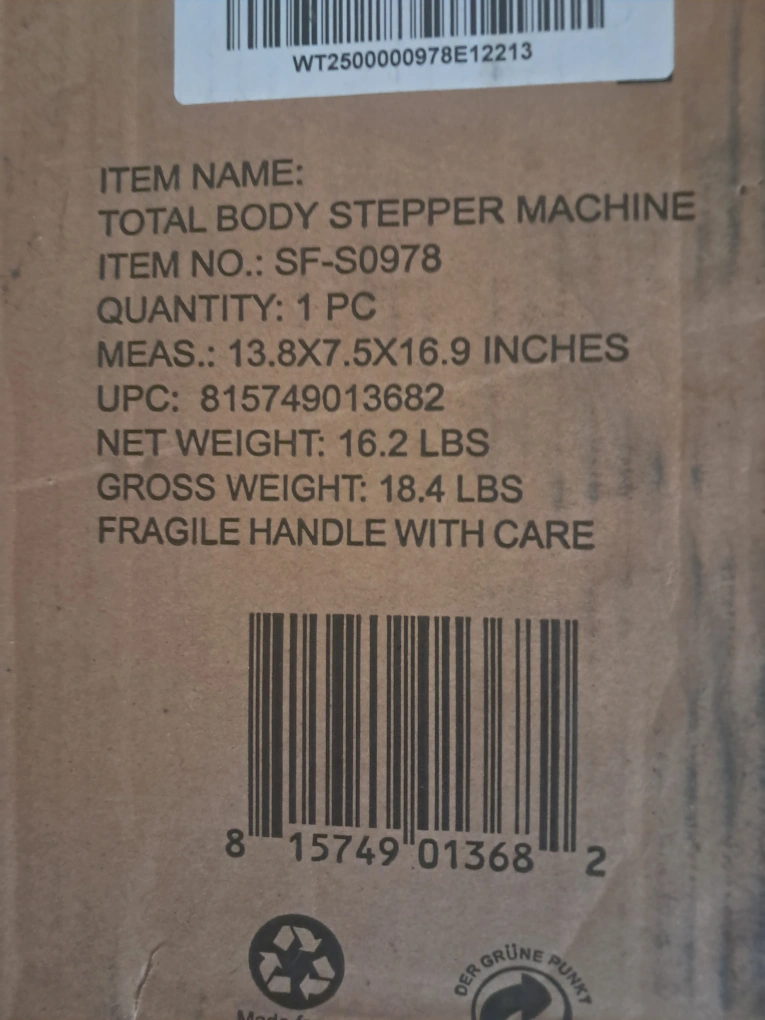 WT2500000978E12213
ITEM NAME:
TOTAL BODY STEPPER MACHINE
ITEM NO.: SF-S0978
QUANTITY: 1 PC
MEAS.: 13.8X7.5X16.9 INCHES
UPC: 815749013682
NET WEIGHT: 16.2 LBS
GROSS WEIGHT: 18.4 LBS
FRAGILE HANDLE WITH CARE
8 15749 01368 2
DER GRÜNE PUNKT